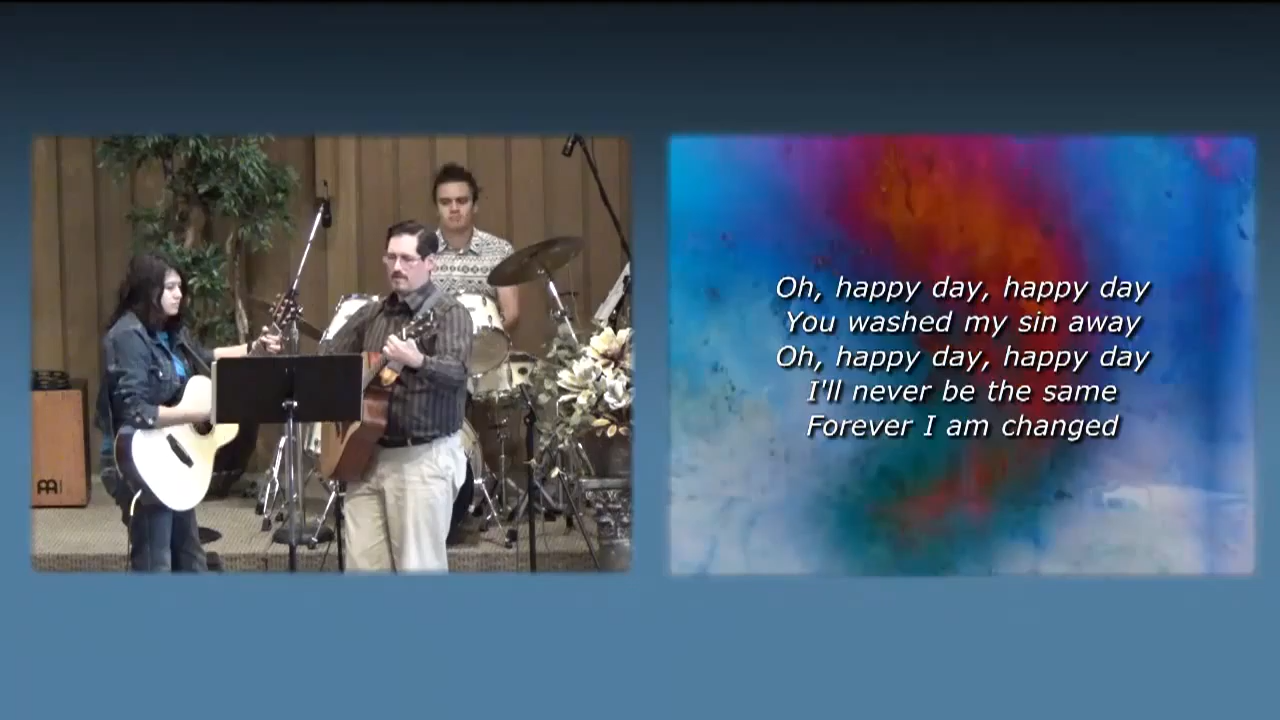 Oh, happy day, happy day
You washed my sin away
Oh, happy day, happy day
I'll never be the same
Forever I am changed